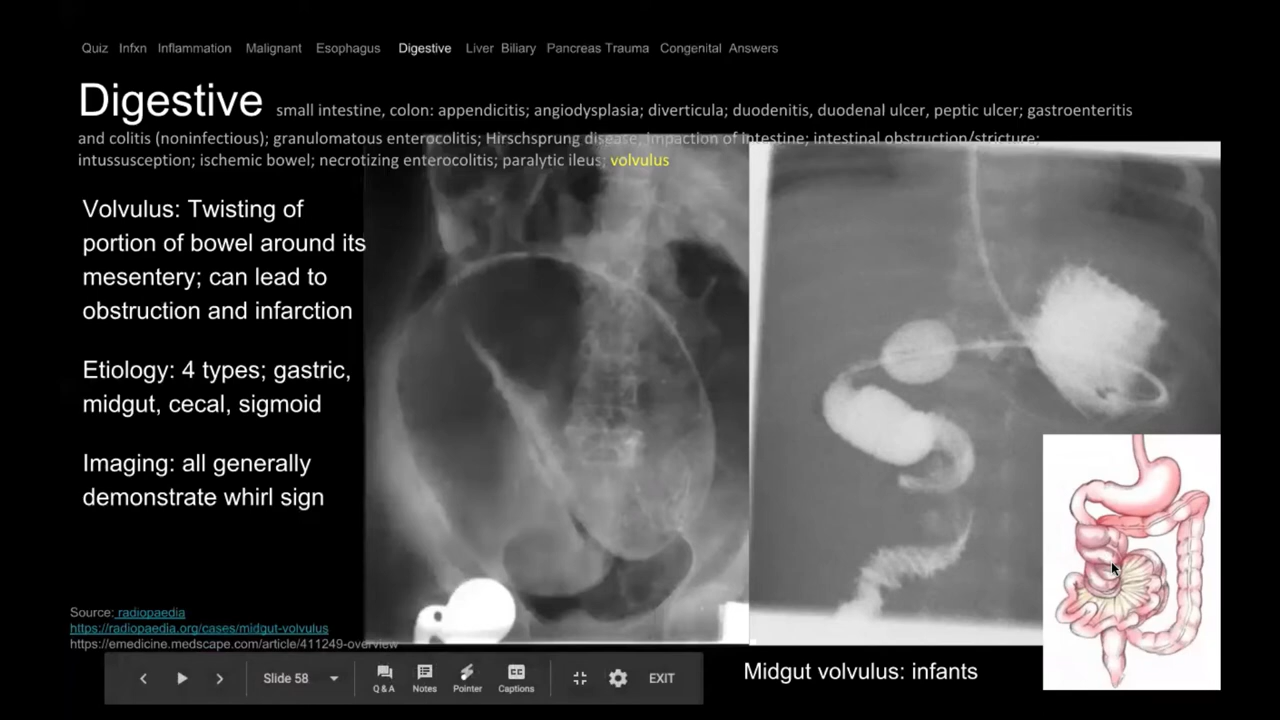 Quiz Infxn Inflammation Malignant Esophagus Digestive Liver Biliary Pancreas Trauma Congenital Answers
Digestive small intestine, colon: appendicitis; angiodysplasia; diverticula; duodenitis, duodenal ulcer, peptic ulcer; gastroenteritis
and colitis (noninfectious); granulomatous enterocolitis; Hirschsprung disease, impaction of intestine; intestinal obstruction/stricture;
intussusception; ischemic bowel; necrotizing enterocolitis; paralytic ileus; volvulus
Volvulus: Twisting of
portion of bowel around its
mesentery; can lead to
obstruction and infarction
Etiology: 4 types; gastric,
midgut, cecal, sigmoid
Imaging: all generally
demonstrate whirl sign
Source: radiopaedia
https://radiopaedia.org/cases/midgut-volvulus
https://emedicine.medscape.com/article/411249-overview
Slide 58
Q & A Notes Pointer Captions EXIT
Midgut volvulus: infants